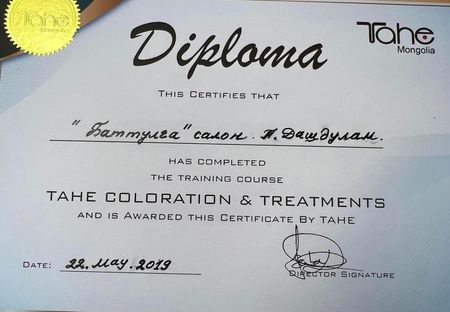 Tahe
Mongolia
Diploma
Tahe
Mongolia
THIS CERTIFIES THAT
"Баттулга" салон. П. Дашдулам.
HAS COMPLETED
THE TRAINING COURSE
TAHE COLORATION & TREATMENTS
AND IS AWARDED THIS CERTIFICATE BY TAHE
DATE: 22. May. 2019
DIRECTOR SIGNATURE